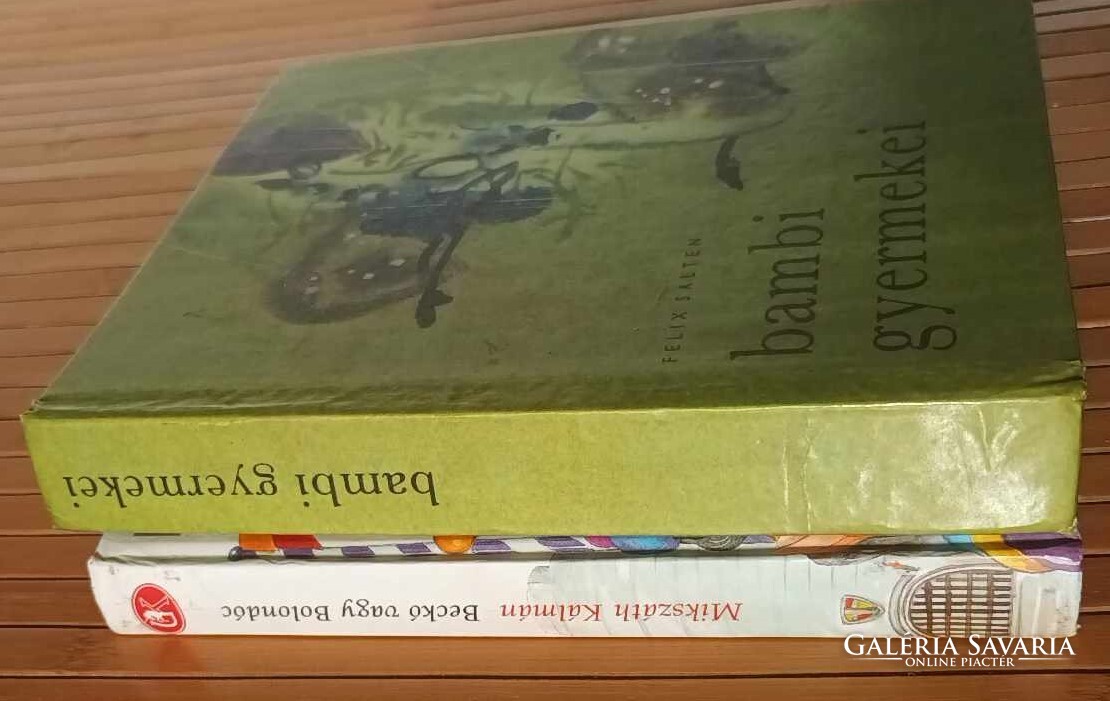 FELIX SALTEN
bambi
gyermekei
bambi gyermekei
Mikszáth Kálmán Beckó vagy Bolondóc
GALÉRIA SAVARIA
ONLINE PIACTÉR